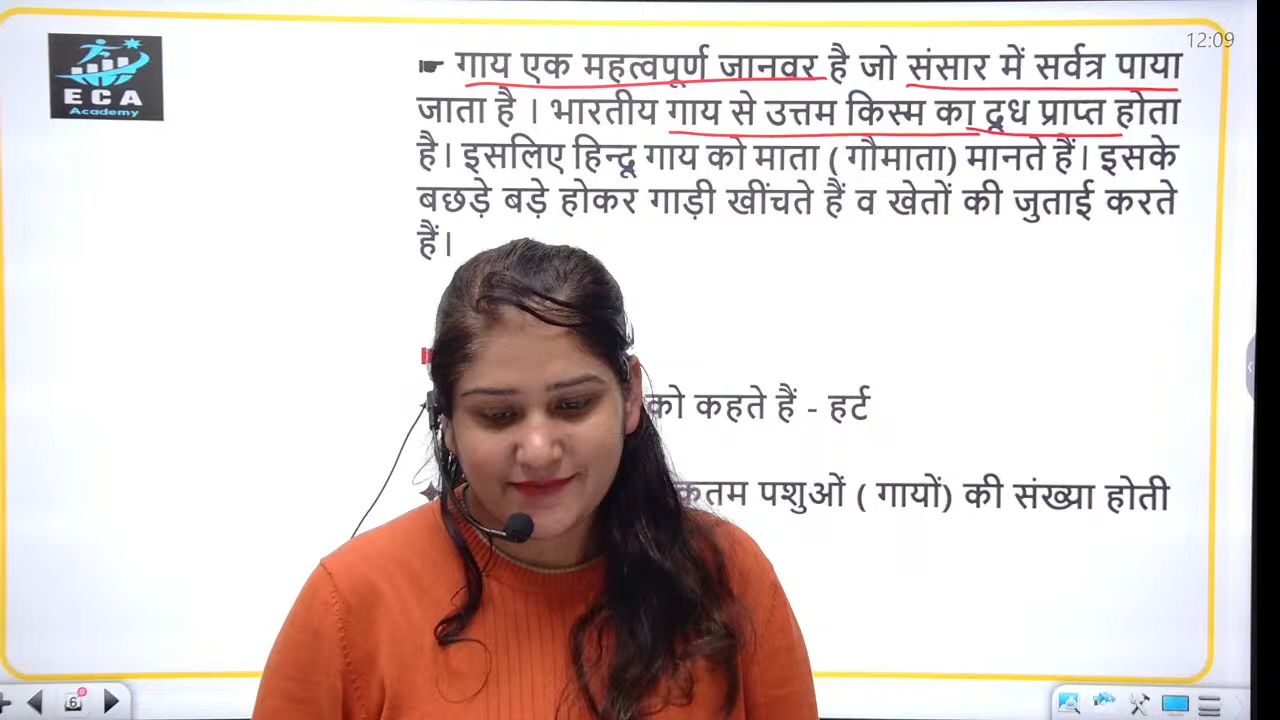 ECA
Academy
12:09
☛ गाय एक महत्वपूर्ण जानवर है जो संसार में सर्वत्र पाया
जाता है । भारतीय गाय से उत्तम किस्म का दूध प्राप्त होता
है। इसलिए हिन्दू गाय को माता ( गौमाता) मानते हैं। इसके
बछड़े बड़े होकर गाड़ी खींचते हैं व खेतों की जुताई करते
हैं।
को कहते हैं - हर्ट
पशुओं ( गायों) की संख्या होती
6